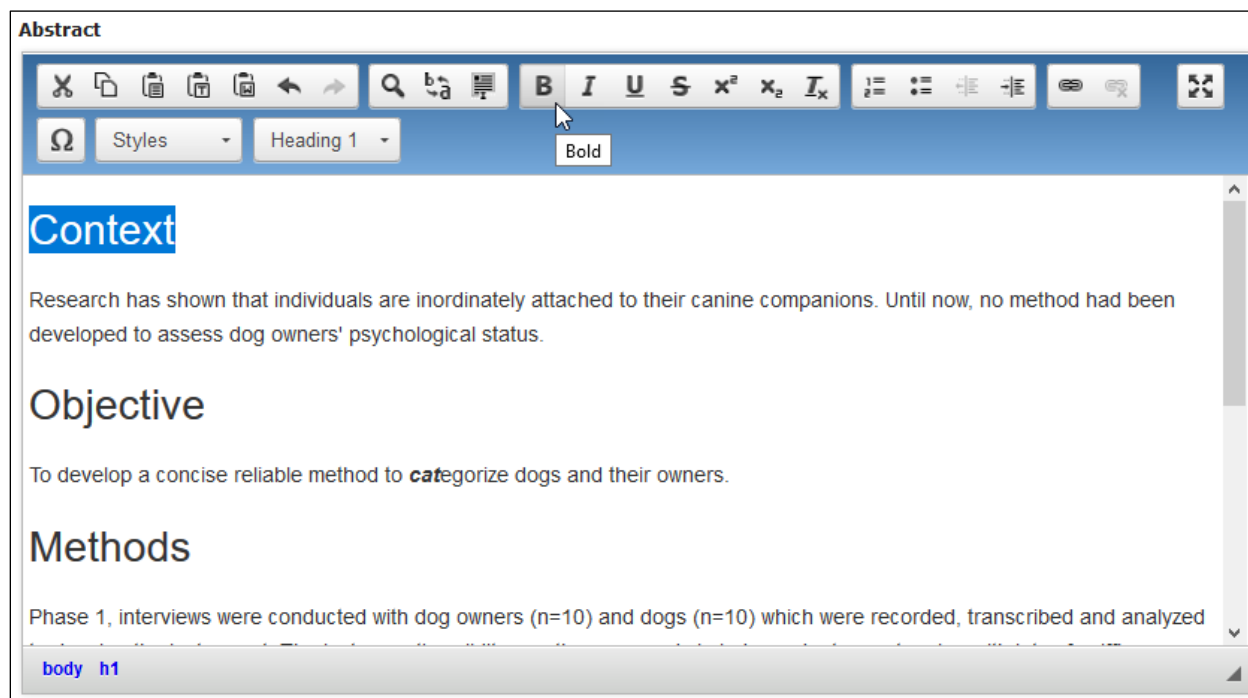 Abstract
B I U S x² x₂ Tx
Ω Styles Heading 1
Bold
Context
Research has shown that individuals are inordinately attached to their canine companions. Until now, no method had been
developed to assess dog owners' psychological status.
Objective
To develop a concise reliable method to categorize dogs and their owners.
Methods
Phase 1, interviews were conducted with dog owners (n=10) and dogs (n=10) which were recorded, transcribed and analyzed
body h1